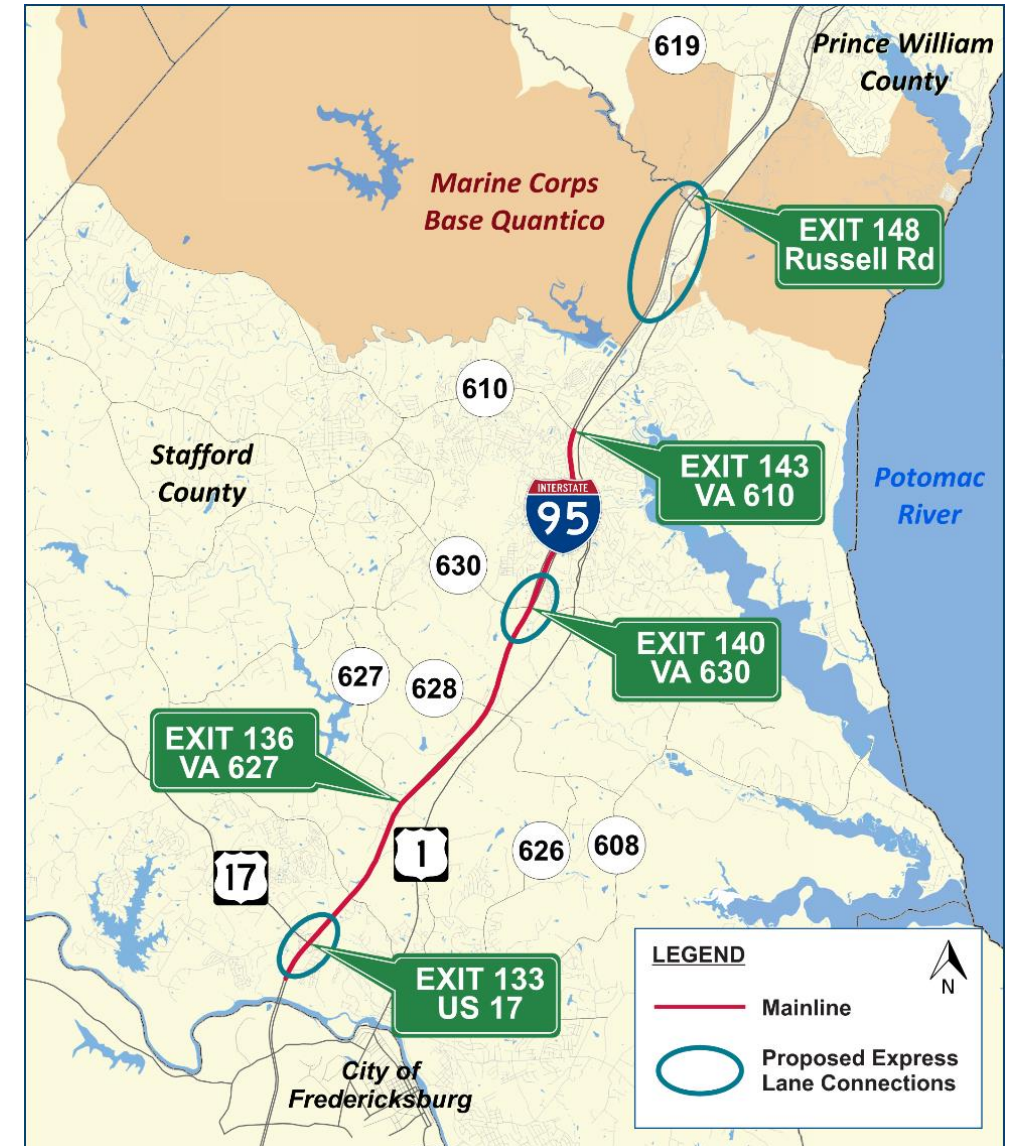 619
Prince William
County
Marine Corps
Base Quantico
EXIT 148
Russell Rd
610
Stafford
County
EXIT 143
VA 610
Potomac
River
INTERSTATE
95
630
EXIT 140
VA 630
627
628
EXIT 136
VA 627
1
17
626
608
EXIT 133
US 17
City of
Fredericksburg
LEGEND
N
Mainline
Proposed Express
Lane Connections